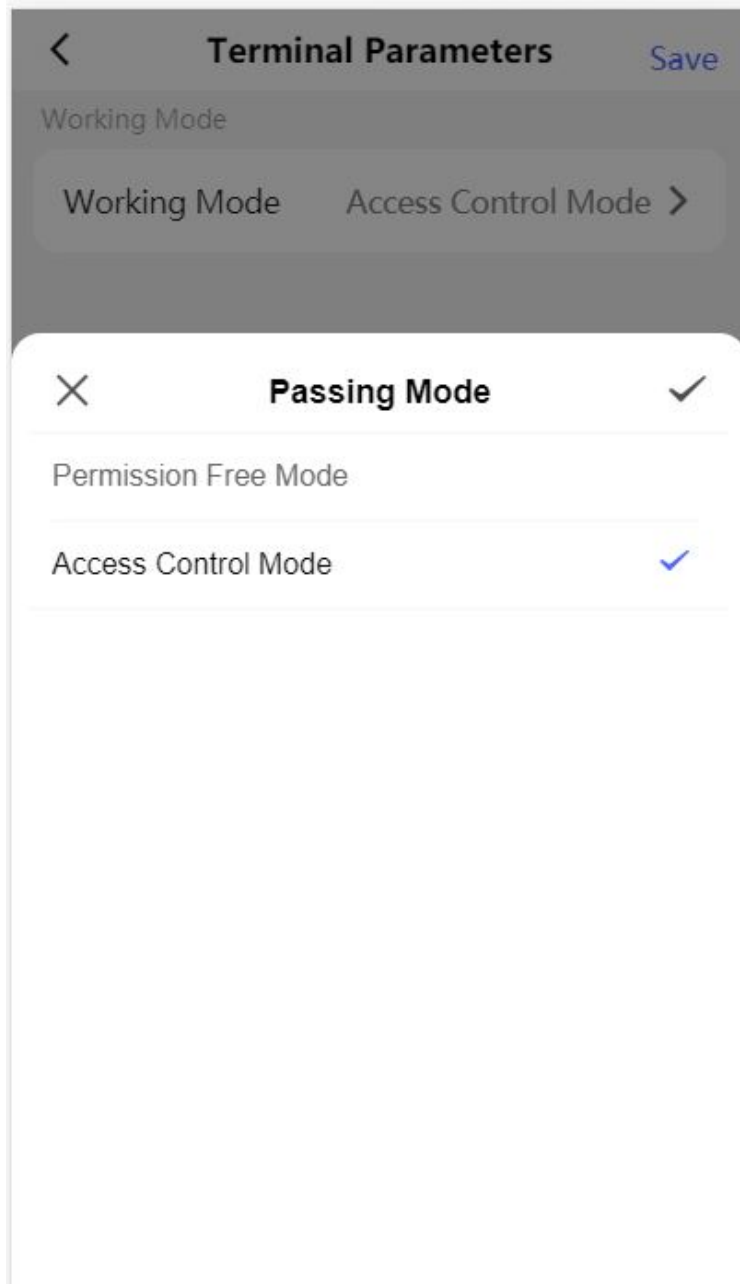 Terminal Parameters Save
Working Mode
Working Mode Access Control Mode
Passing Mode
Permission Free Mode
Access Control Mode